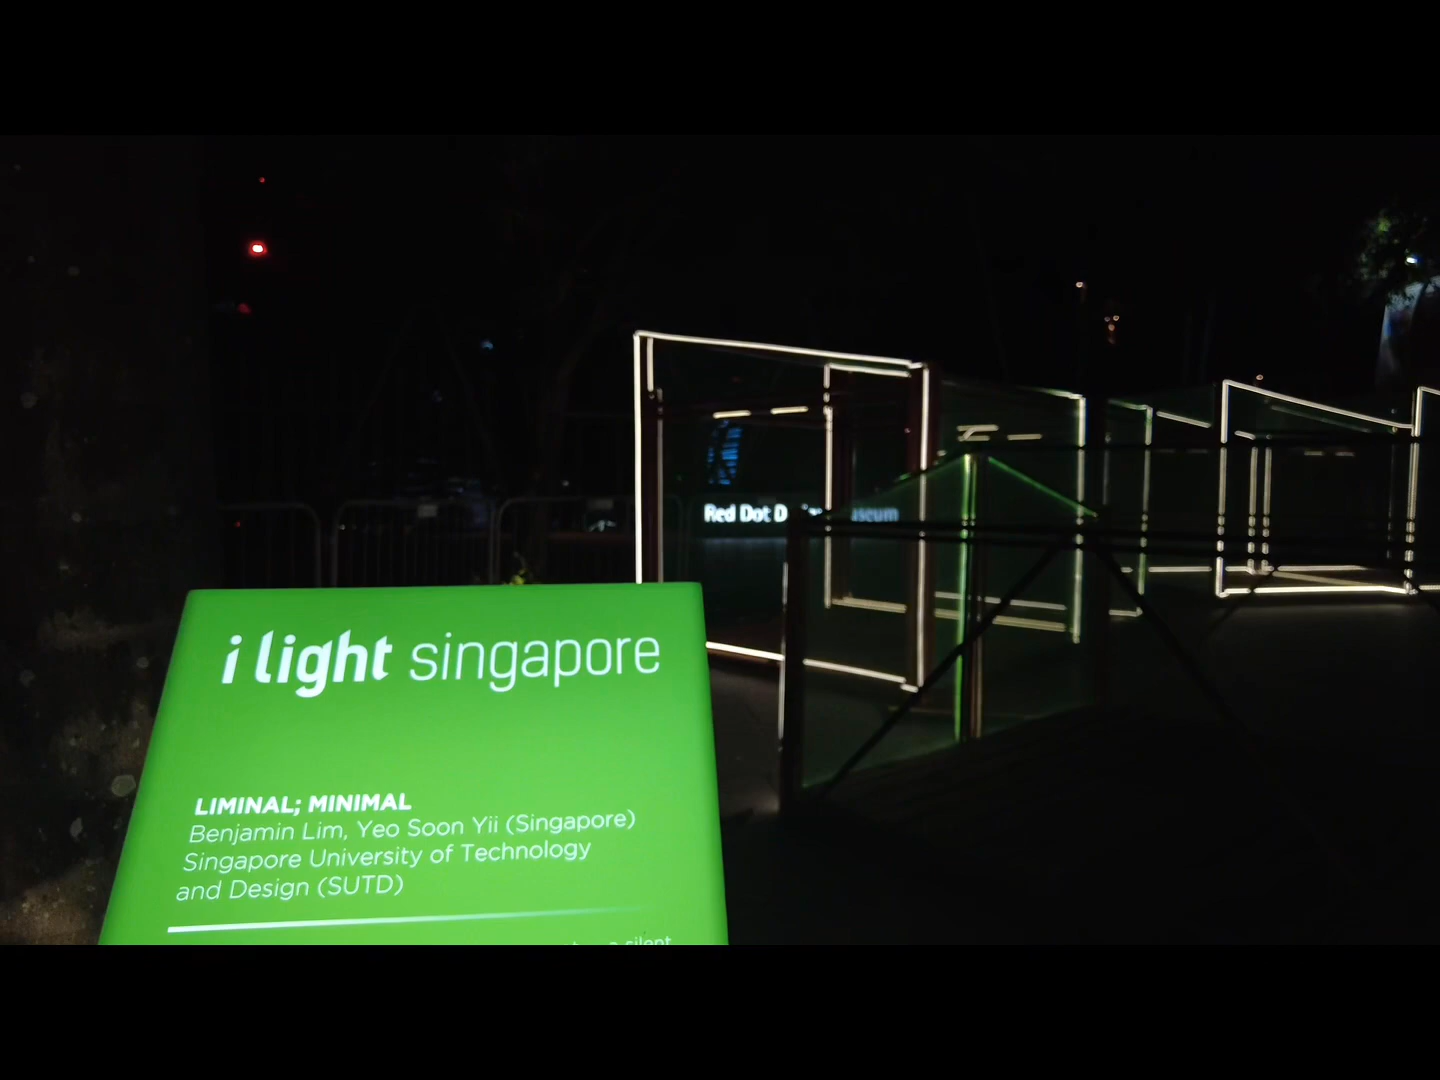 Red Dot D
i light singapore
LIMINAL; MINIMAL
Benjamin Lim, Yeo Soon Yii (Singapore)
Singapore University of Technology
and Design (SUTD)
a silent